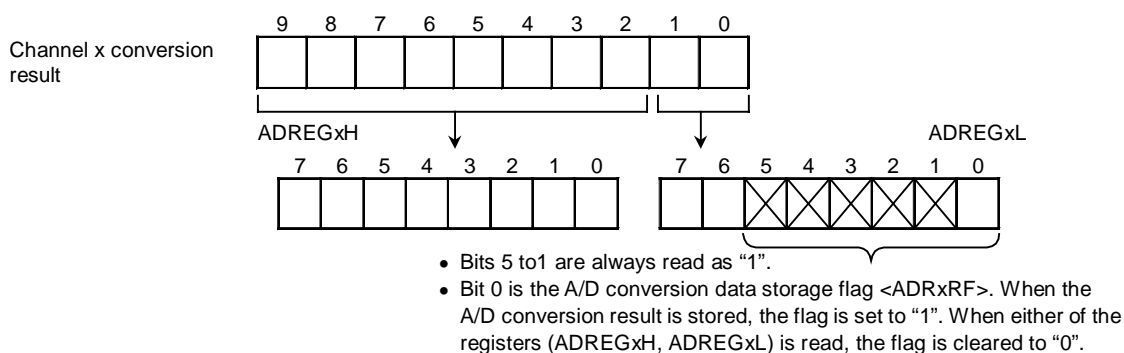 9 8 7 6 5 4 3 2 1 0
Channel x conversion
result
ADREGxH ADREGxL
7 6 5 4 3 2 1 0 7 6 5 4 3 2 1 0
• Bits 5 to1 are always read as “1”.
• Bit 0 is the A/D conversion data storage flag <ADRxRF>. When the
A/D conversion result is stored, the flag is set to “1”. When either of the
registers (ADREGxH, ADREGxL) is read, the flag is cleared to “0”.